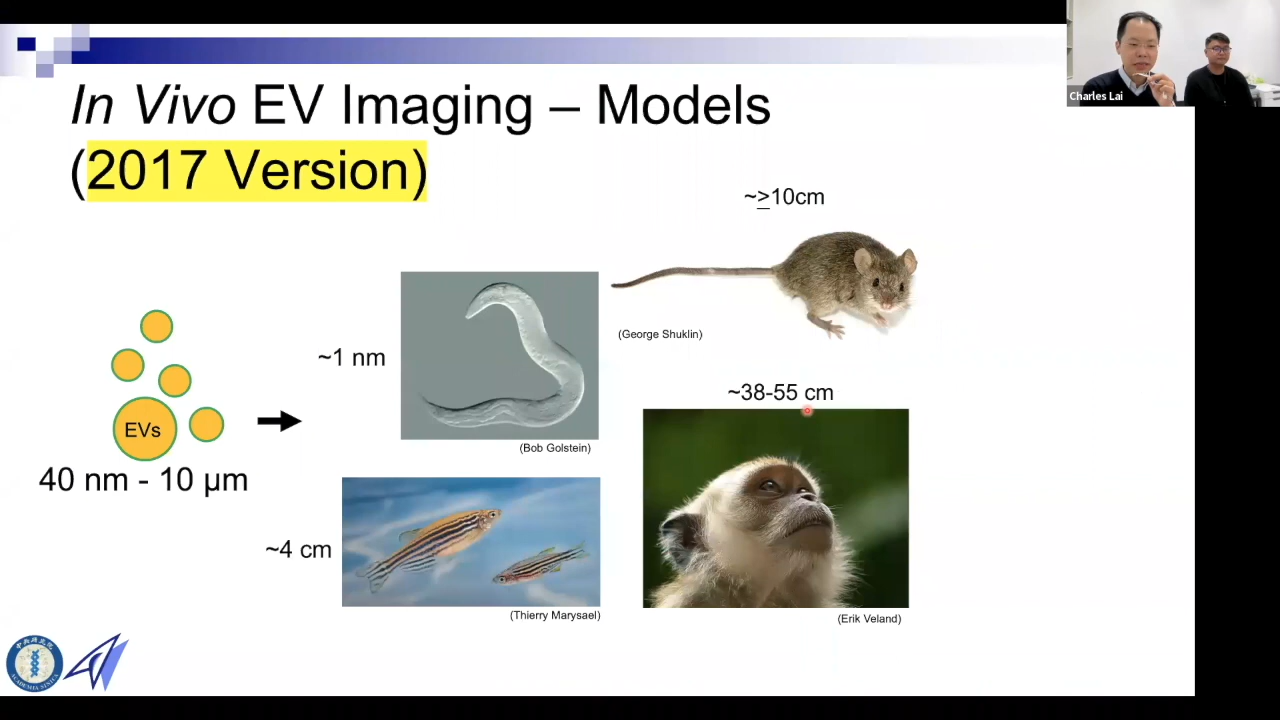 Charles Lai
In Vivo EV Imaging – Models
(2017 Version)
~≥10cm
(George Shuklin)
~1 nm
(Bob Golstein)
~38-55 cm
EVs
40 nm - 10 µm
~4 cm
(Thierry Marysael)
(Erik Veland)